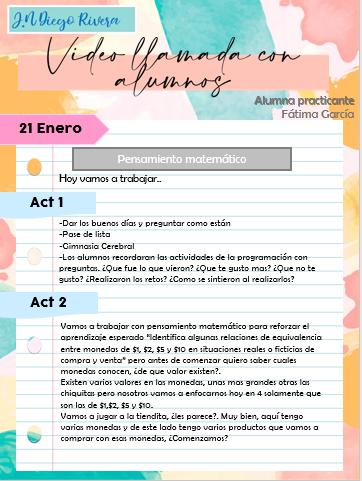 J.N Diego Rivera
Video llamada con
alumnos
Alumna practicante
Fátima García
21 Enero
Pensamiento matemático
Hoy vamos a trabajar...
Act 1
-Dar los buenos días y preguntar como están
-Pase de lista
-Gimnasia Cerebral
-Los alumnos recordaran las actividades de la programación con
preguntas. ¿Que fue lo que vieron? ¿Que te gusto mas? ¿Que no te
gusto? ¿Realizaron los retos? ¿Como se sintieron al realizarlos?
Act 2
Vamos a trabajar con pensamiento matemático para reforzar el
aprendizaje esperado "Identifica algunas relaciones de equivalencia
entre monedas de $1, $2, $5 y $10 en situaciones reales o ficticias de
compra y venta" pero antes de comenzar quiero saber cuales
monedas conocen, ¿de que valor existen?.
Existen varios valores en las monedas, unas mas grandes otras las
chiquitas pero nosotros vamos a enfocarnos hoy en 4 solamente que
son las de $1,$2, $5 y $10.
Vamos a jugar a la tiendita, ¿les parece?. Muy bien, aquí tengo
varias monedas y de este lado tengo varios productos que vamos a
comprar con esas monedas, ¿Comenzamos?